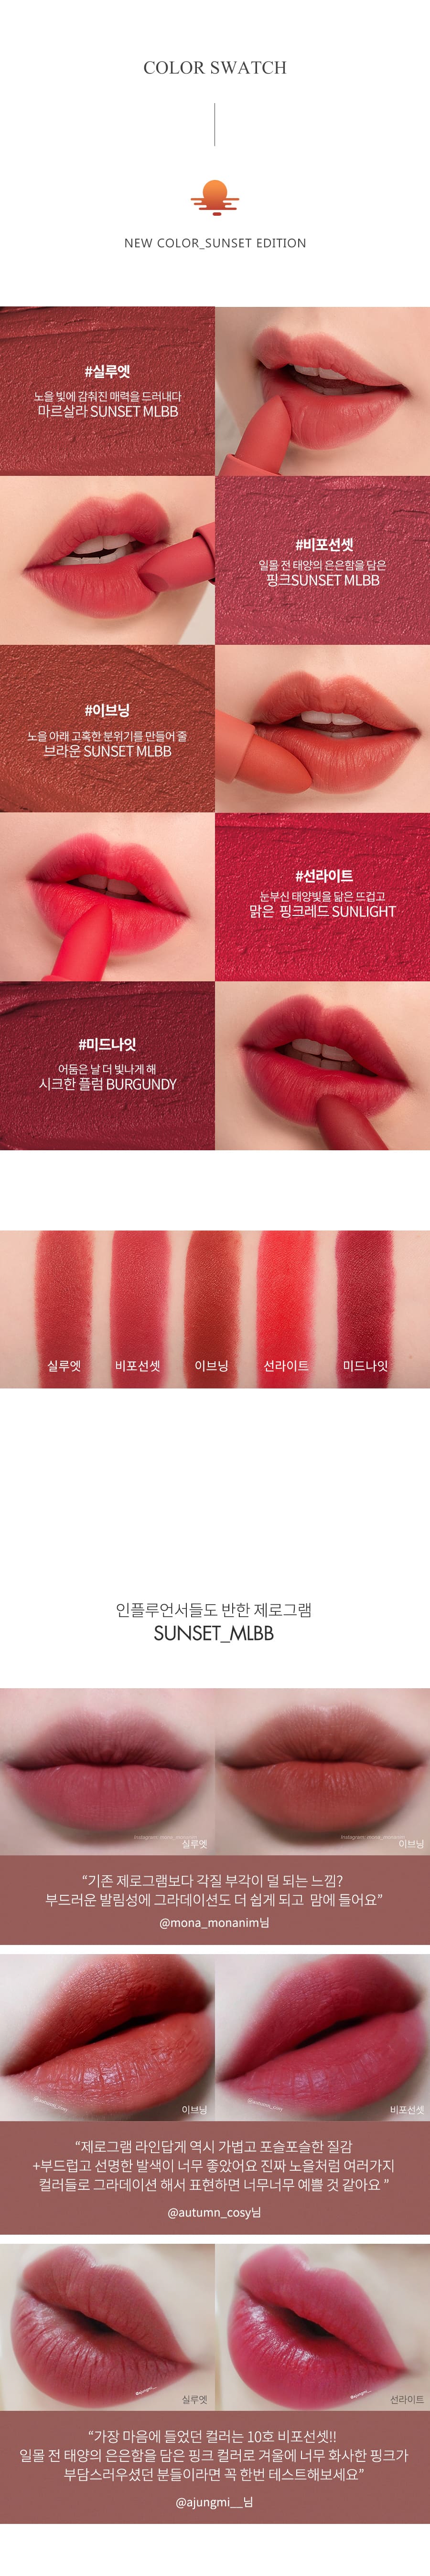 COLOR SWATCH
NEW COLOR_SUNSET EDITION
#실루엣
노을 빛에 감춰진 매력을 드러내다
마르살라 SUNSET MLBB
#비포선셋
일몰 전 태양의 은은함을 담은
핑크SUNSET MLBB
#이브닝
노을 아래 고혹한 분위기를 만들어 줄
브라운 SUNSET MLBB
#선라이트
눈부신 태양빛을 닮은 뜨겁고
맑은 핑크레드 SUNLIGHT
#미드나잇
어둠은 날 더 빛나게 해
시크한 플럼 BURGUNDY
실루엣 비포선셋 이브닝 선라이트 미드나잇
인플루언서들도 반한 제로그램
SUNSET_MLBB
실루엣
이브닝
“기존 제로그램보다 각질 부각이 덜 되는 느낌?
부드러운 발림성에 그라데이션도 더 쉽게 되고 맘에 들어요”
@mona_monanim님
@autumn_cosy
이브닝
@autumn_cosy
비포선셋
“제로그램 라인답게 역시 가볍고 포슬포슬한 질감
+부드럽고 선명한 발색이 너무 좋았어요 진짜 노을처럼 여러가지
컬러들로 그라데이션 해서 표현하면 너무너무 예쁠 것 같아요 ”
@autumn_cosy님
@ajungmi__
실루엣
@ajungmi__
선라이트
“가장 마음에 들었던 컬러는 10호 비포선셋!!
일몰 전 태양의 은은함을 담은 핑크 컬러로 겨울에 너무 화사한 핑크가
부담스러우셨던 분들이라면 꼭 한번 테스트해보세요”
@ajungmi__님